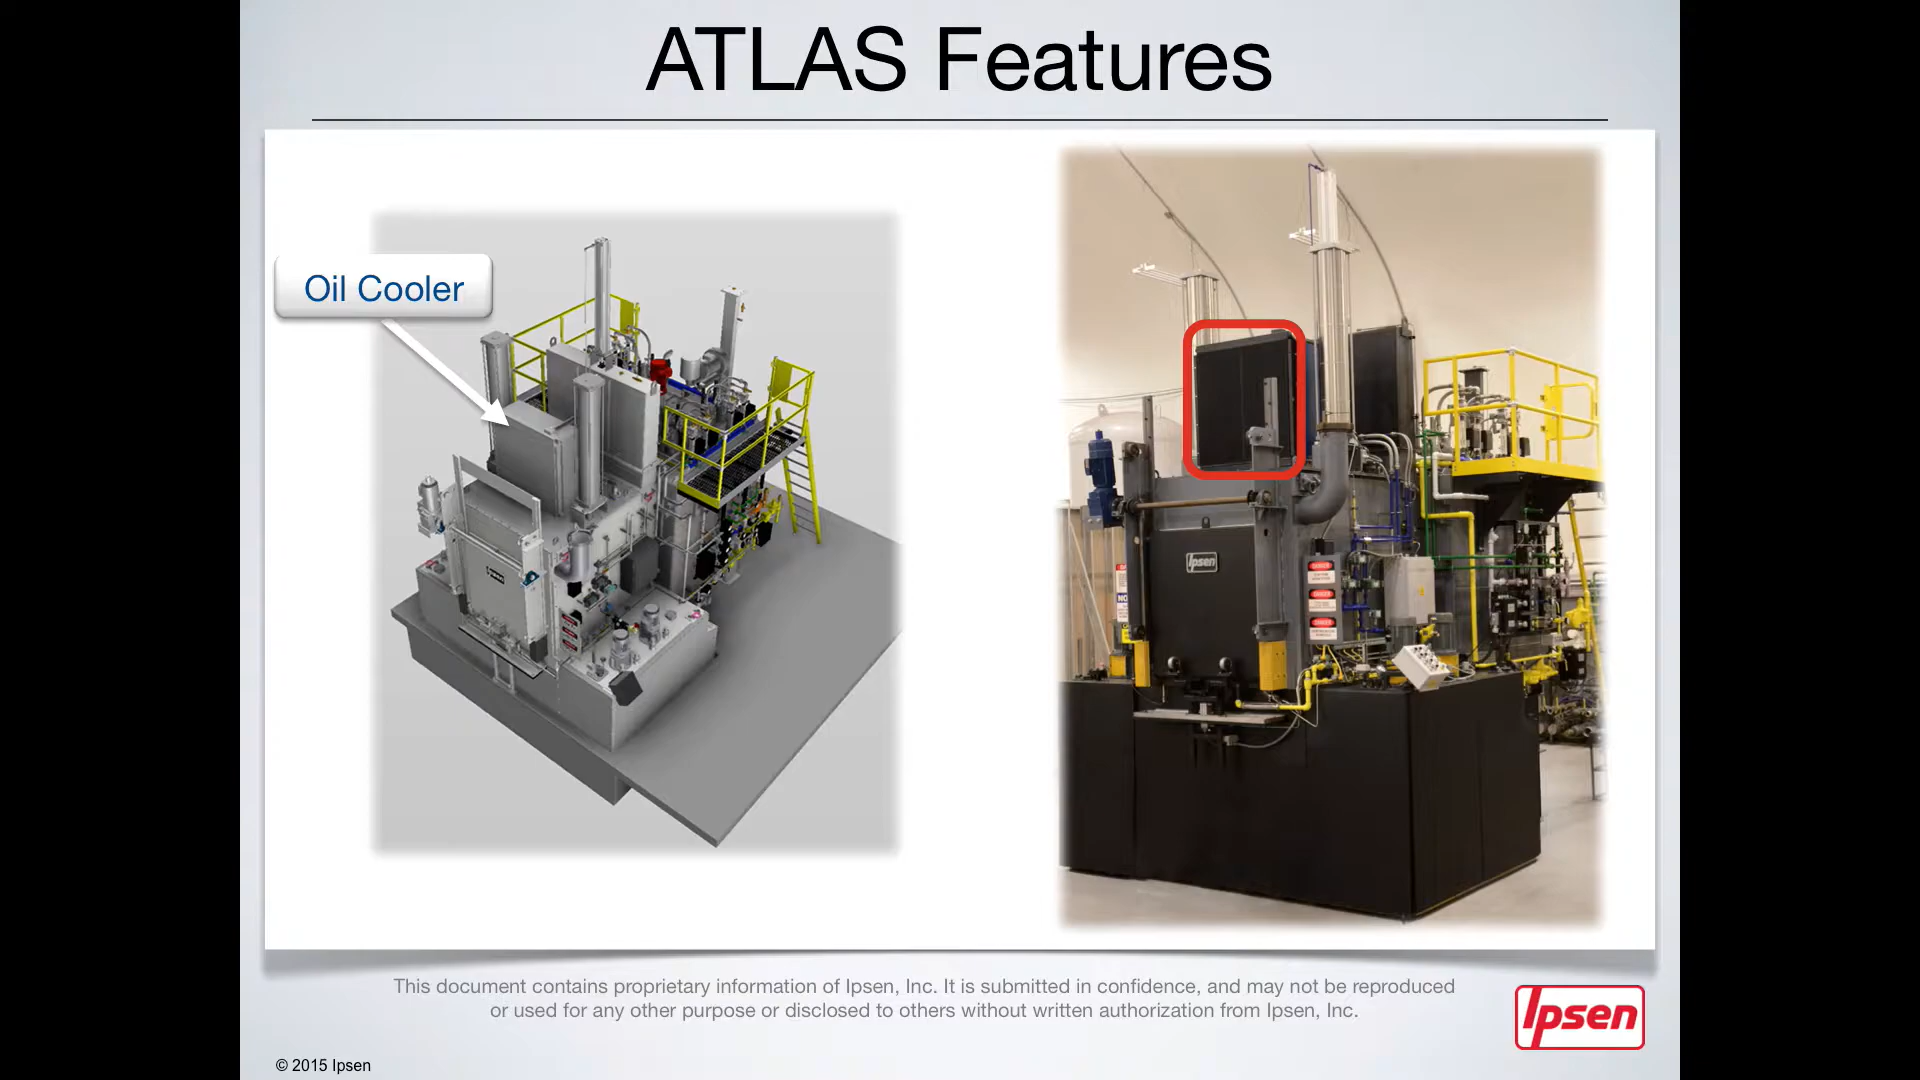 ATLAS Features
Oil Cooler
Ipsen
This document contains proprietary information of Ipsen, Inc. It is submitted in confidence, and may not be reproduced
or used for any other purpose or disclosed to others without written authorization from Ipsen, Inc.
Ipsen
© 2015 Ipsen